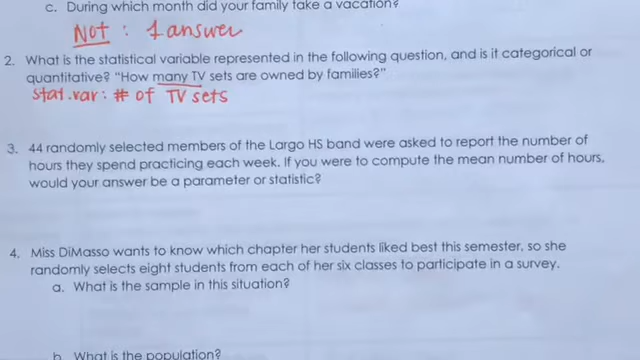 c. During which month did your family take a vacation?
Not : 1 answer
2. What is the statistical variable represented in the following question, and is it categorical or
quantitative? "How many TV sets are owned by families?"
stat.var: # of TV sets
3. 44 randomly selected members of the Largo HS band were asked to report the number of
hours they spend practicing each week. If you were to compute the mean number of hours,
would your answer be a parameter or statistic?
4. Miss DiMasso wants to know which chapter her students liked best this semester, so she
randomly selects eight students from each of her six classes to participate in a survey.
a. What is the sample in this situation?
b. What is the population?